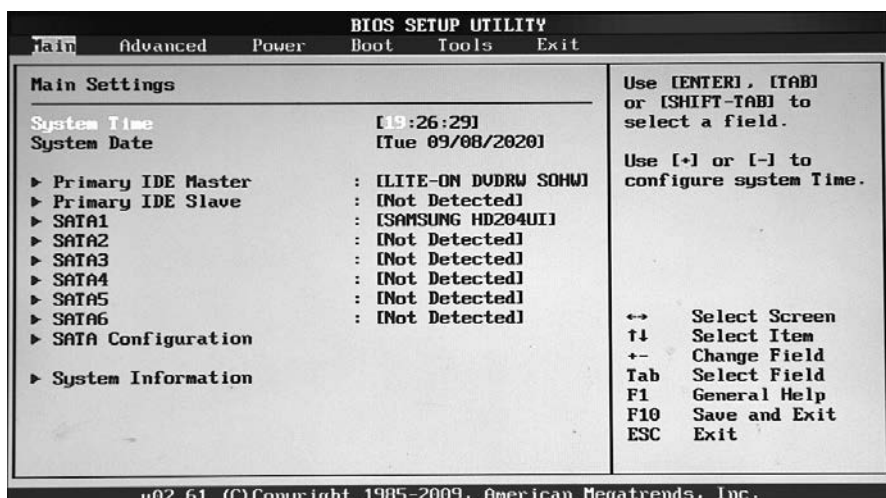 BIOS SETUP UTILITY
Main Advanced Power Boot Tools Exit
Main Settings
System Time [19:26:29]
System Date [Tue 09/08/2020]
▶ Primary IDE Master : [LITE-ON DVDRW SOHW]
▶ Primary IDE Slave : [Not Detected]
▶ SATA1 : [SAMSUNG HD204UI]
▶ SATA2 : [Not Detected]
▶ SATA3 : [Not Detected]
▶ SATA4 : [Not Detected]
▶ SATA5 : [Not Detected]
▶ SATA6 : [Not Detected]
▶ SATA Configuration
▶ System Information
Use [ENTER], [TAB]
or [SHIFT-TAB] to
select a field.
Use [+] or [-] to
configure system Time.
↔ Select Screen
↑↓ Select Item
+- Change Field
Tab Select Field
F1 General Help
F10 Save and Exit
ESC Exit
v02.61 (C)Copyright 1985-2009, American Megatrends, Inc.